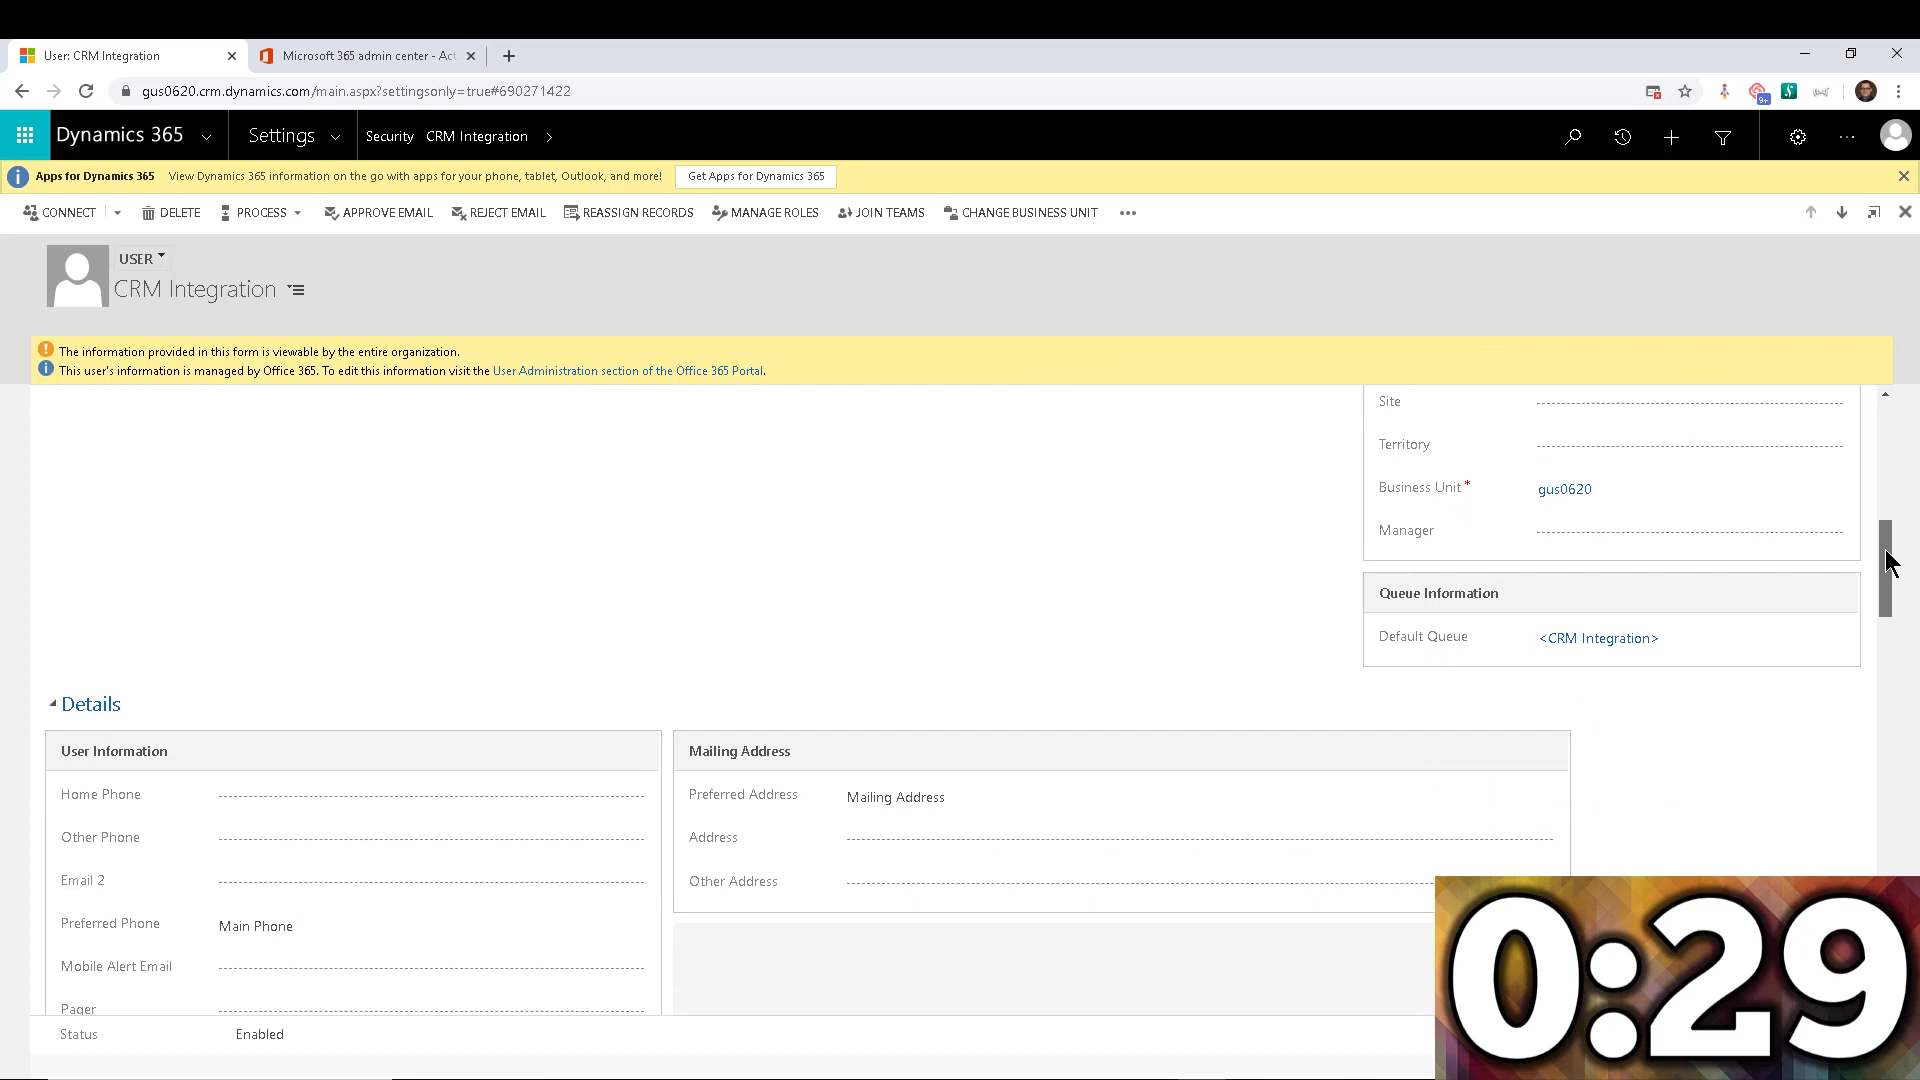 User: CRM Integration
Microsoft 365 admin center - Act
gus0620.crm.dynamics.com/main.aspx?settingsonly=true#690271422
9+
Dynamics 365
Settings
Security
CRM Integration
Apps for Dynamics 365
View Dynamics 365 information on the go with apps for your phone, tablet, Outlook, and more!
Get Apps for Dynamics 365
CONNECT
DELETE
PROCESS
APPROVE EMAIL
REJECT EMAIL
REASSIGN RECORDS
MANAGE ROLES
JOIN TEAMS
CHANGE BUSINESS UNIT
USER
CRM Integration
The information provided in this form is viewable by the entire organization.
This user's information is managed by Office 365. To edit this information visit the User Administration section of the Office 365 Portal.
Site
Territory
Business Unit *
gus0620
Manager
Queue Information
Default Queue
<CRM Integration>
Details
User Information
Home Phone
Other Phone
Email 2
Preferred Phone
Main Phone
Mobile Alert Email
Pager
Mailing Address
Preferred Address
Mailing Address
Address
Other Address
Status
Enabled
0:29